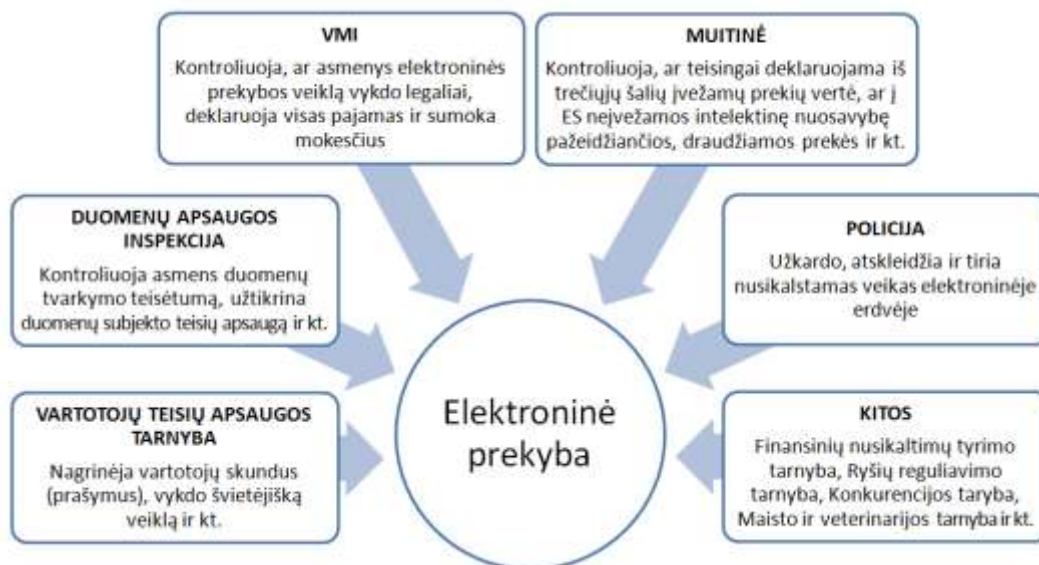 VMI
Kontroliuoja, ar asmenys elektroninės
prekybos veiklą vykdo legaliai,
deklaruoja visas pajamas ir sumoka
mokesčius
MUITINĖ
Kontroliuoja, ar teisingai deklaruojama iš
trečiųjų šalių įvežamų prekių vertė, ar į
ES neįvežamos intelektinę nuosavybę
pažeidžiančios, draudžiamos prekės ir kt.
DUOMENŲ APSAUGOS
INSPEKCIJA
Kontroliuoja asmens duomenų
tvarkymo teisėtumą, užtikrina
duomenų subjekto teisių apsaugą ir kt.
POLICIJA
Užkardo, atskleidžia ir tiria
nusikalstamas veikas elektroninėje
erdvėje
VARTOTOJŲ TEISIŲ APSAUGOS
TARNYBA
Nagrinėja vartotojų skundus
(prašymus), vykdo švietėjišką
veiklą ir kt.
Elektroninė
prekyba
KITOS
Finansinių nusikaltimų tyrimo
tarnyba, Ryšių reguliavimo
tarnyba, Konkurencijos taryba,
Maisto ir veterinarijos tarnyba ir kt.